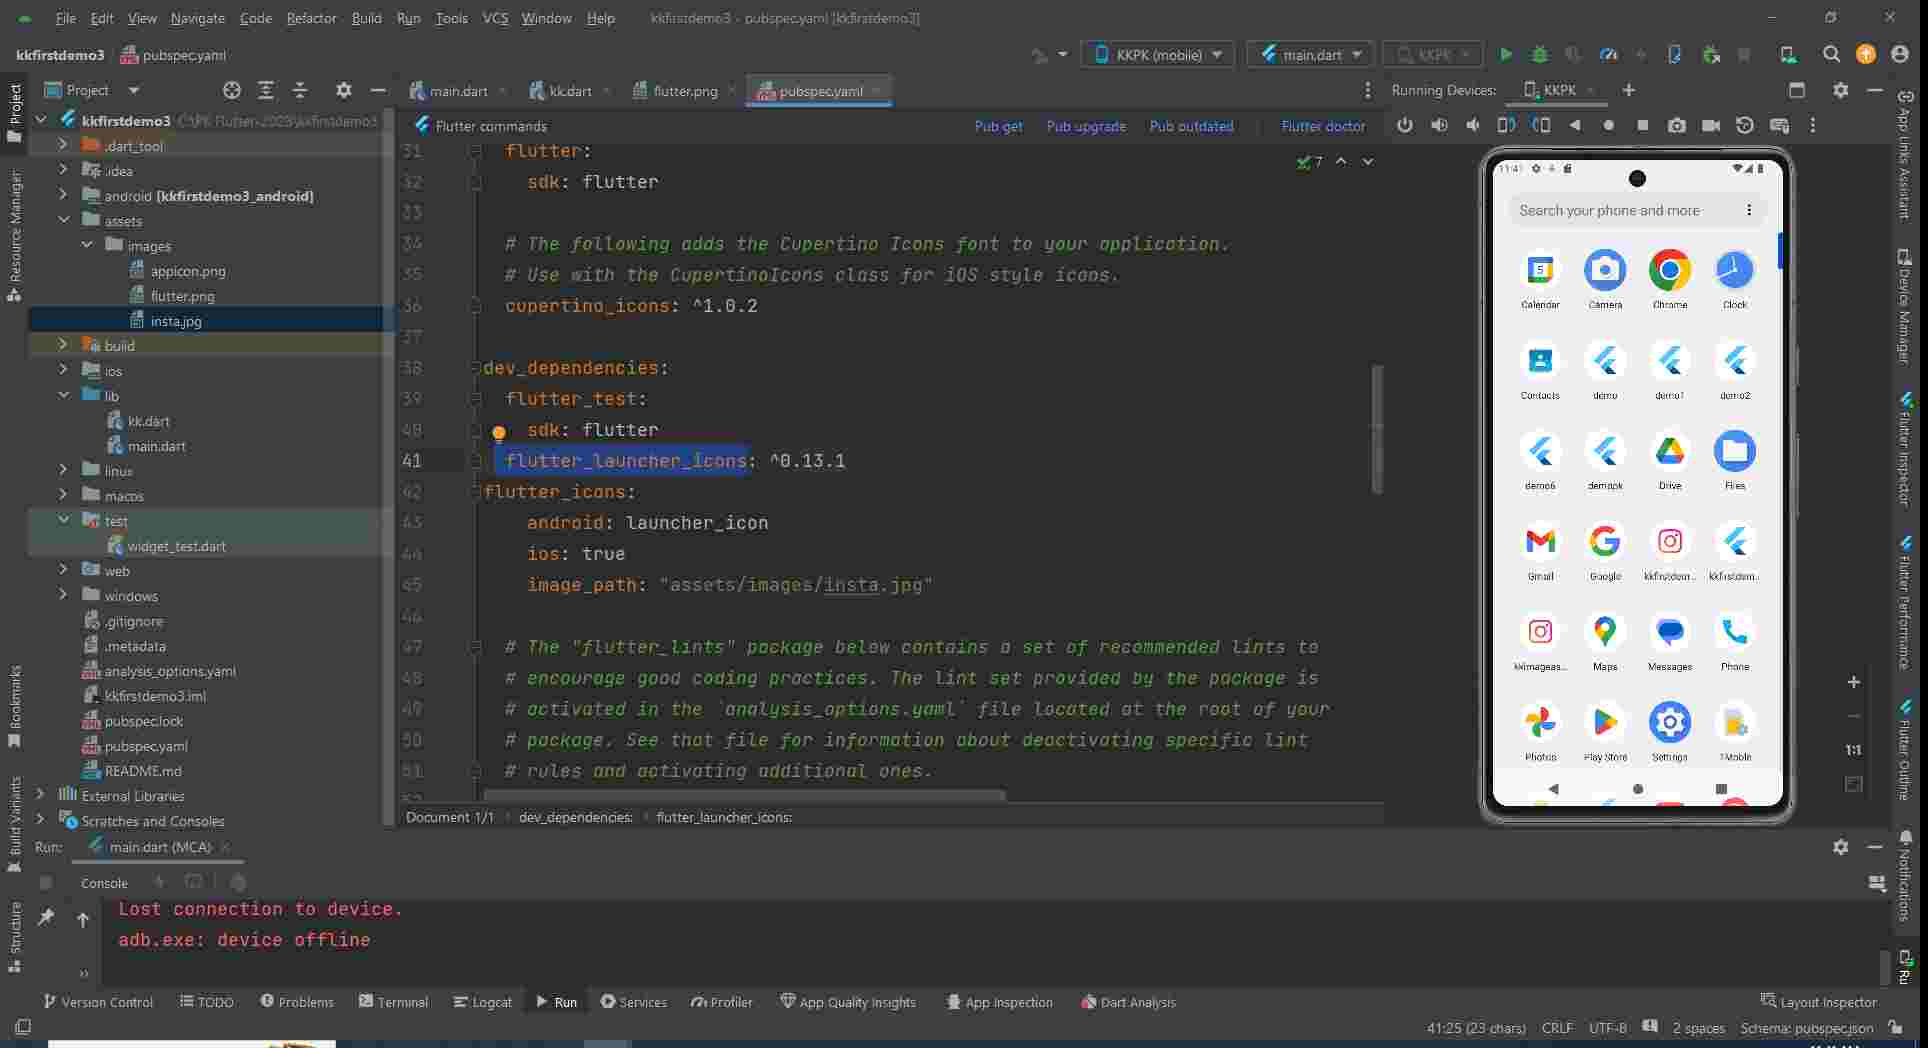 File Edit View Navigate Code Refactor Build Run Tools VCS Window Help kkfirstdemo3 - pubspec.yaml [kkfirstdemo3]
kkfirstdemo3 pubspec.yaml KKPK (mobile) main.dart KKPK
Project main.dart kk.dart flutter.png pubspec.yaml Running Devices: KKPK
Flutter commands Pub get Pub upgrade Pub outdated Flutter doctor
Project
Resource Manager
Bookmarks
Build Variants
Structure
kkfirstdemo3 C:\PK Flutter-2023\kkfirstdemo3
.dart_tool
.idea
android [kkfirstdemo3_android]
assets
images
appicon.png
flutter.png
insta.jpg
build
ios
lib
kk.dart
main.dart
linux
macos
test
widget_test.dart
web
windows
.gitignore
.metadata
analysis_options.yaml
kkfirstdemo3.iml
pubspec.lock
pubspec.yaml
README.md
External Libraries
Scratches and Consoles
7
31 flutter:
32 sdk: flutter
33
34 # The following adds the Cupertino Icons font to your application.
35 # Use with the CupertinoIcons class for iOS style icons.
36 cupertino_icons: ^1.0.2
37
38 dev_dependencies:
39 flutter_test:
40 sdk: flutter
41 flutter_launcher_icons: ^0.13.1
42 flutter_icons:
43 android: launcher_icon
44 ios: true
45 image_path: "assets/images/insta.jpg"
46
47 # The "flutter_lints" package below contains a set of recommended lints to
48 # encourage good coding practices. The lint set provided by the package is
49 # activated in the `analysis_options.yaml` file located at the root of your
50 # package. See that file for information about deactivating specific lint
51 # rules and activating additional ones.
52
Document 1/1 dev_dependencies: flutter_launcher_icons:
11:41
Search your phone and more
5
Calendar Camera Chrome Clock
Contacts demo demo1 demo2
demo6 demopk Drive Files
Gmail Google kkfirstdem... kkfirstdem...
kkimageas... Maps Messages Phone
Photos Play Store Settings TMobile
1:1
App Links Assistant
Device Manager
Flutter Inspector
Flutter Performance
Flutter Outline
Notifications
Ru
Run: main.dart (MCA)
Console
Lost connection to device.
adb.exe: device offline
Version Control TODO Problems Terminal Logcat Run Services Profiler App Quality Insights App Inspection Dart Analysis Layout Inspector
41:25 (23 chars) CRLF UTF-8 2 spaces Schema: pubspec.json